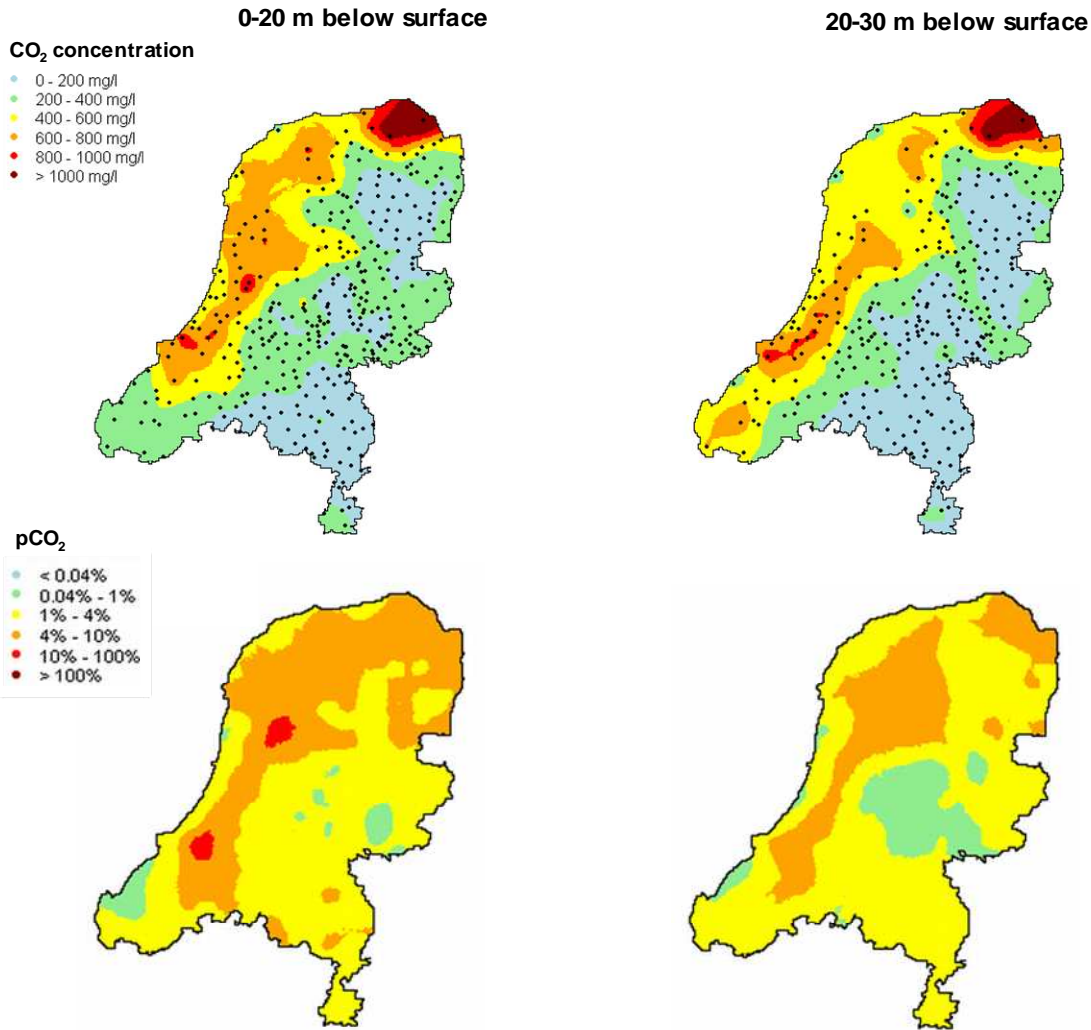 0-20 m below surface
20-30 m below surface
CO₂ concentration
0 - 200 mg/l
200 - 400 mg/l
400 - 600 mg/l
600 - 800 mg/l
800 - 1000 mg/l
> 1000 mg/l
pCO₂
< 0.04%
0.04% - 1%
1% - 4%
4% - 10%
10% - 100%
> 100%